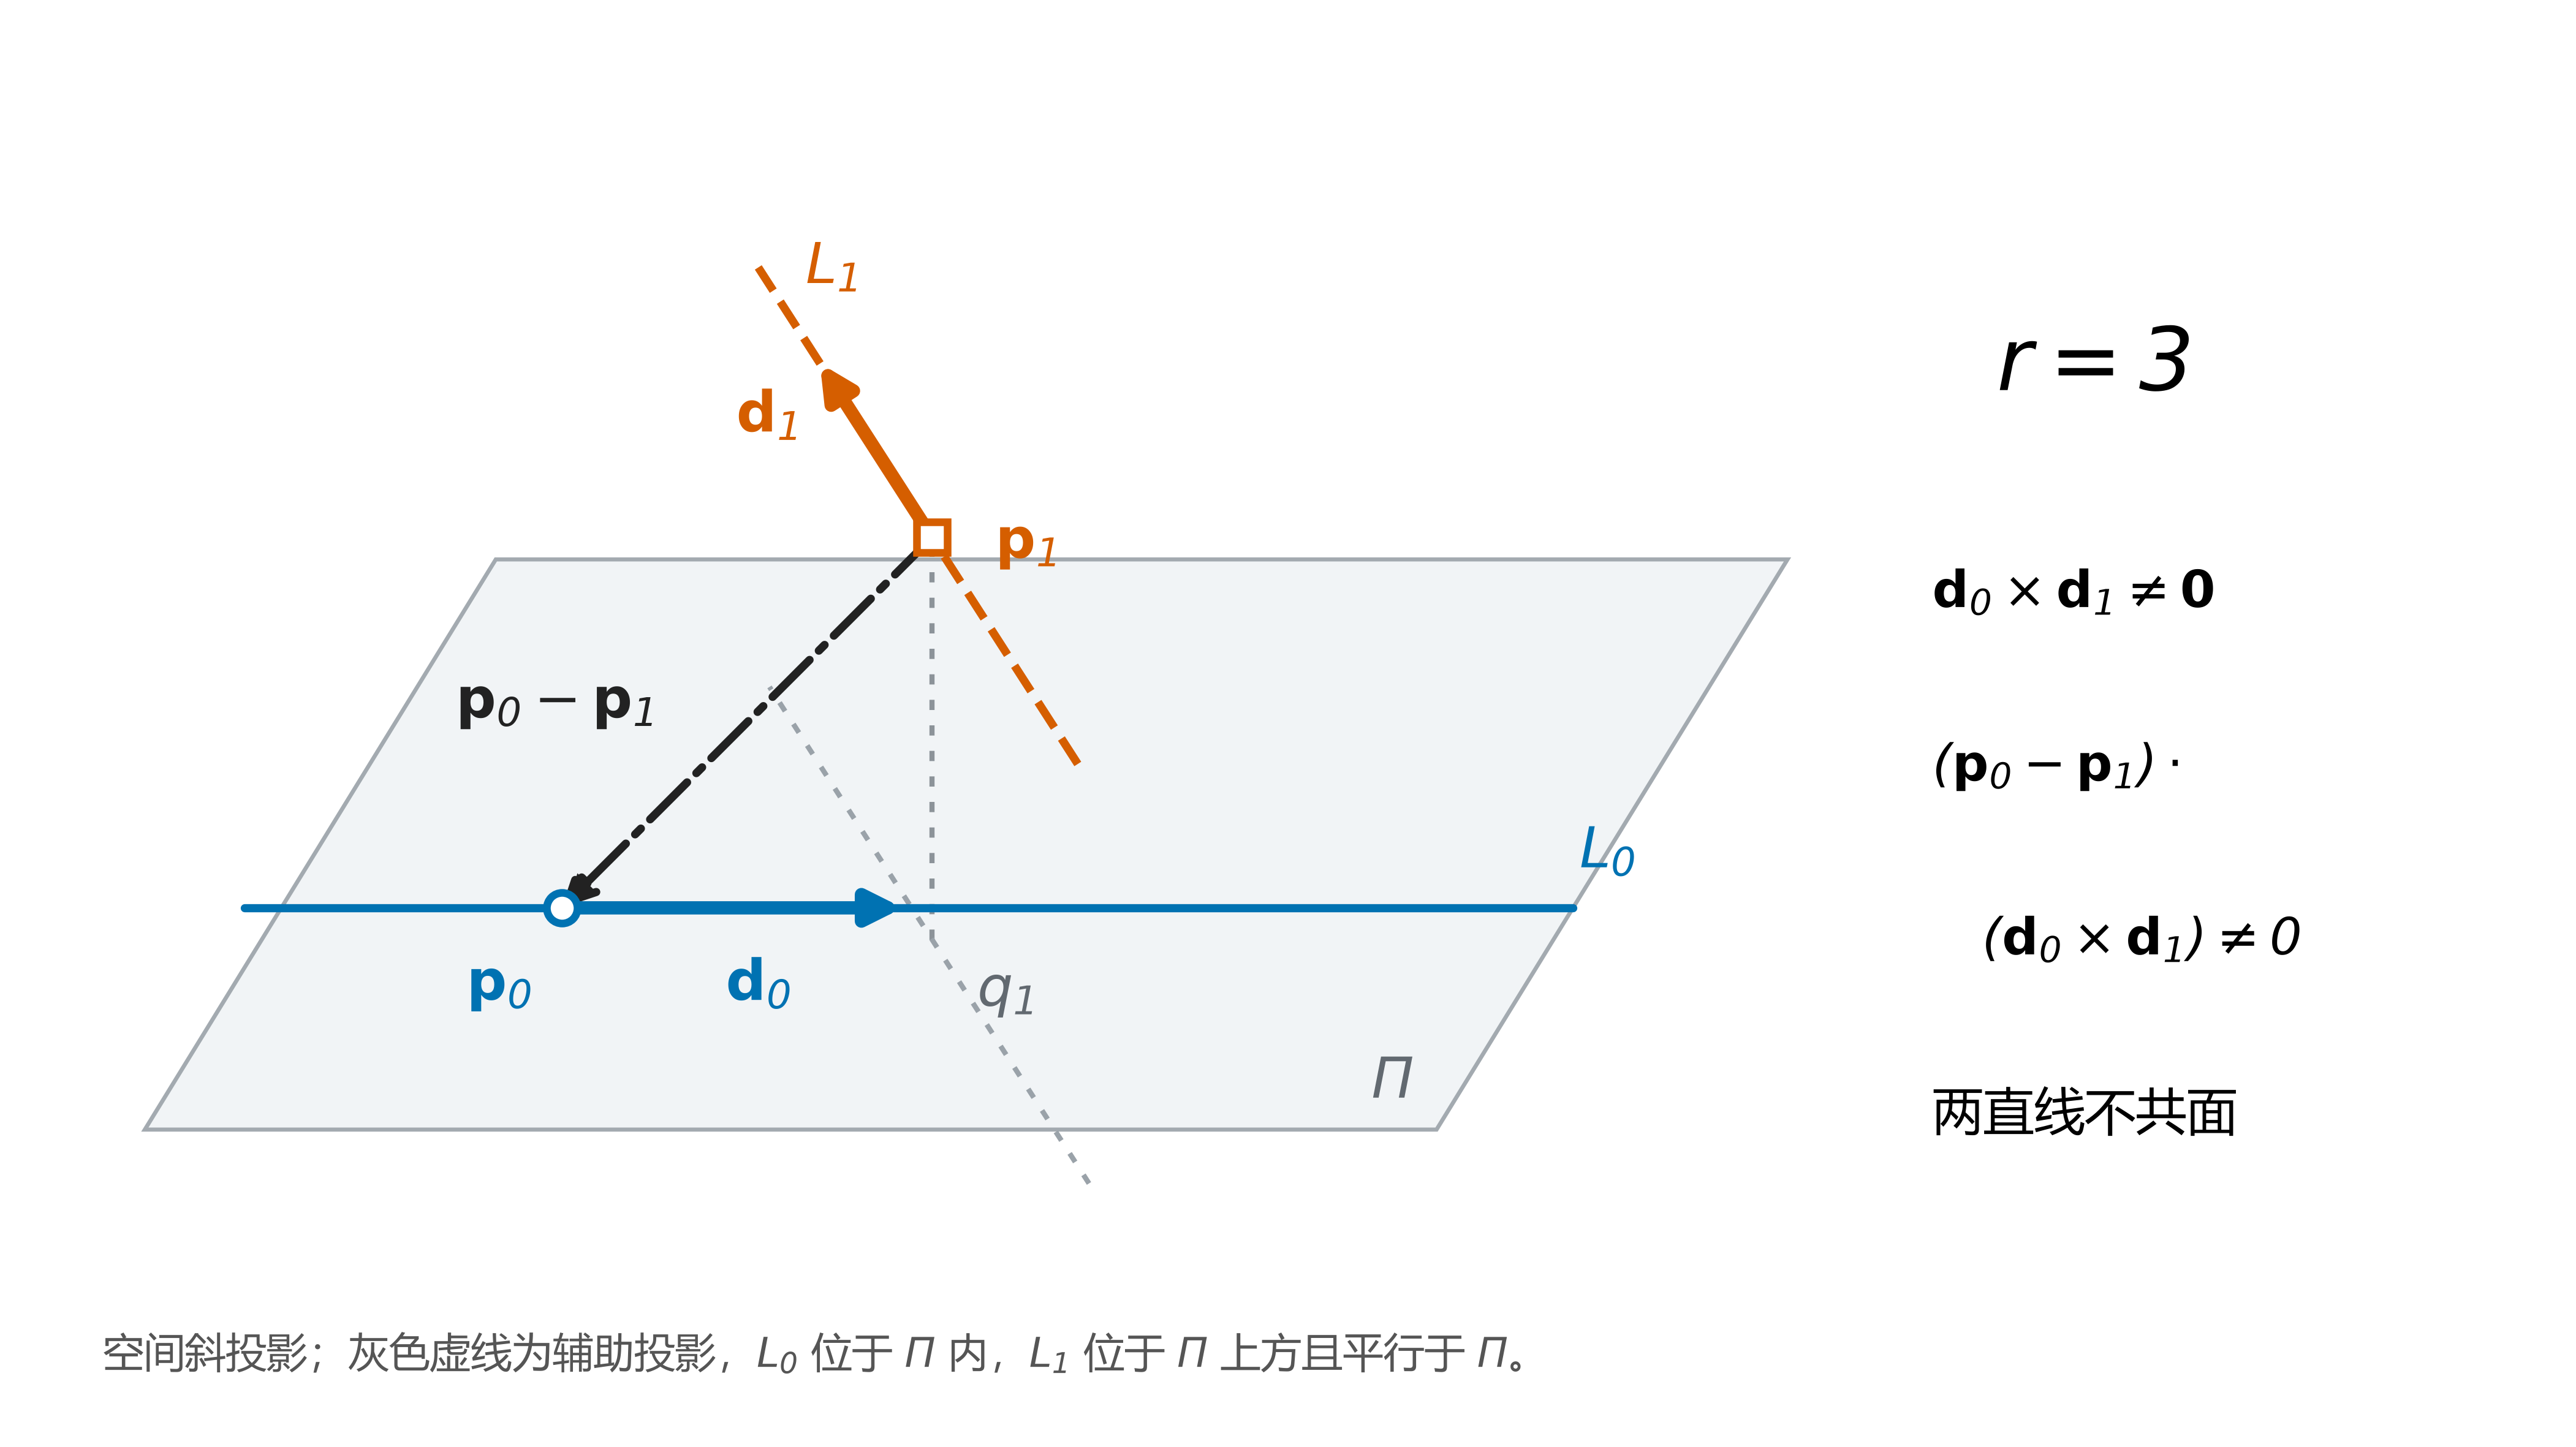 L₁
d₁
p₁
p₀ − p₁
L₀
p₀
d₀
q₁
Π
r = 3
d₀ × d₁ ≠ 0
(p₀ − p₁) ·
(d₀ × d₁) ≠ 0
两直线不共面
空间斜投影；灰色虚线为辅助投影，L₀ 位于 Π 内，L₁ 位于 Π 上方且平行于 Π。